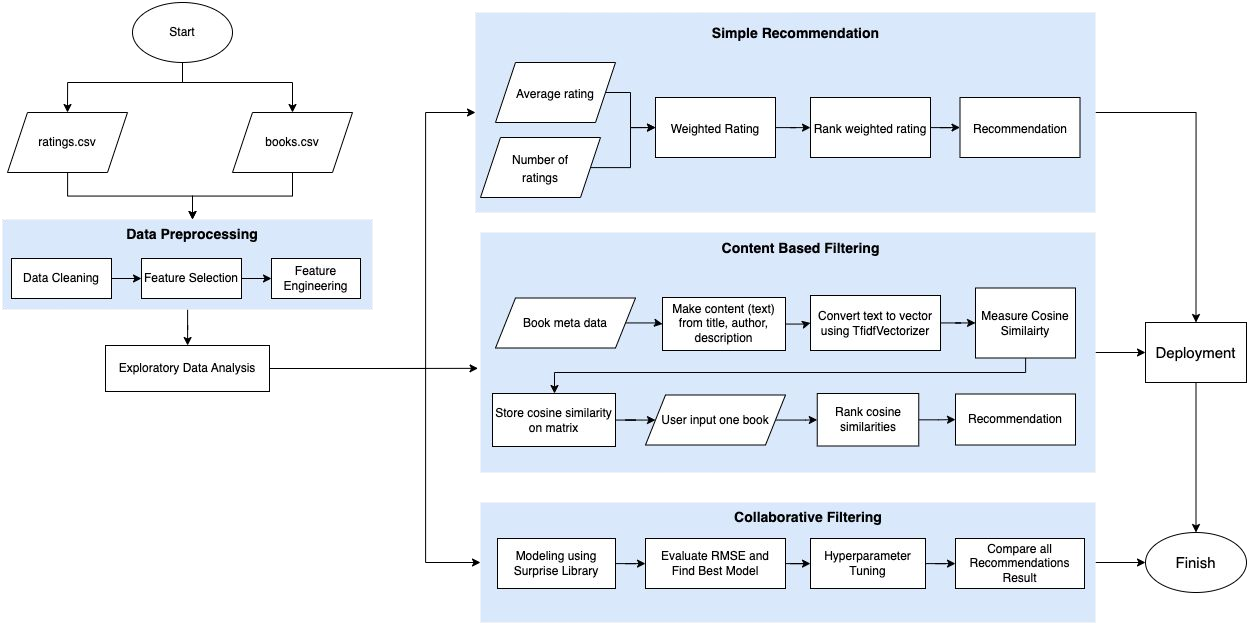 Start
ratings.csv
books.csv
Data Preprocessing
Data Cleaning
Feature Selection
Feature
Engineering
Exploratory Data Analysis
Simple Recommendation
Average rating
Number of
ratings
Weighted Rating
Rank weighted rating
Recommendation
Content Based Filtering
Book meta data
Make content (text)
from title, author,
description
Convert text to vector
using TfidfVectorizer
Measure Cosine
Similairty
Store cosine similarity
on matrix
User input one book
Rank cosine
similarities
Recommendation
Collaborative Filtering
Modeling using
Surprise Library
Evaluate RMSE and
Find Best Model
Hyperparameter
Tuning
Compare all
Recommendations
Result
Deployment
Finish